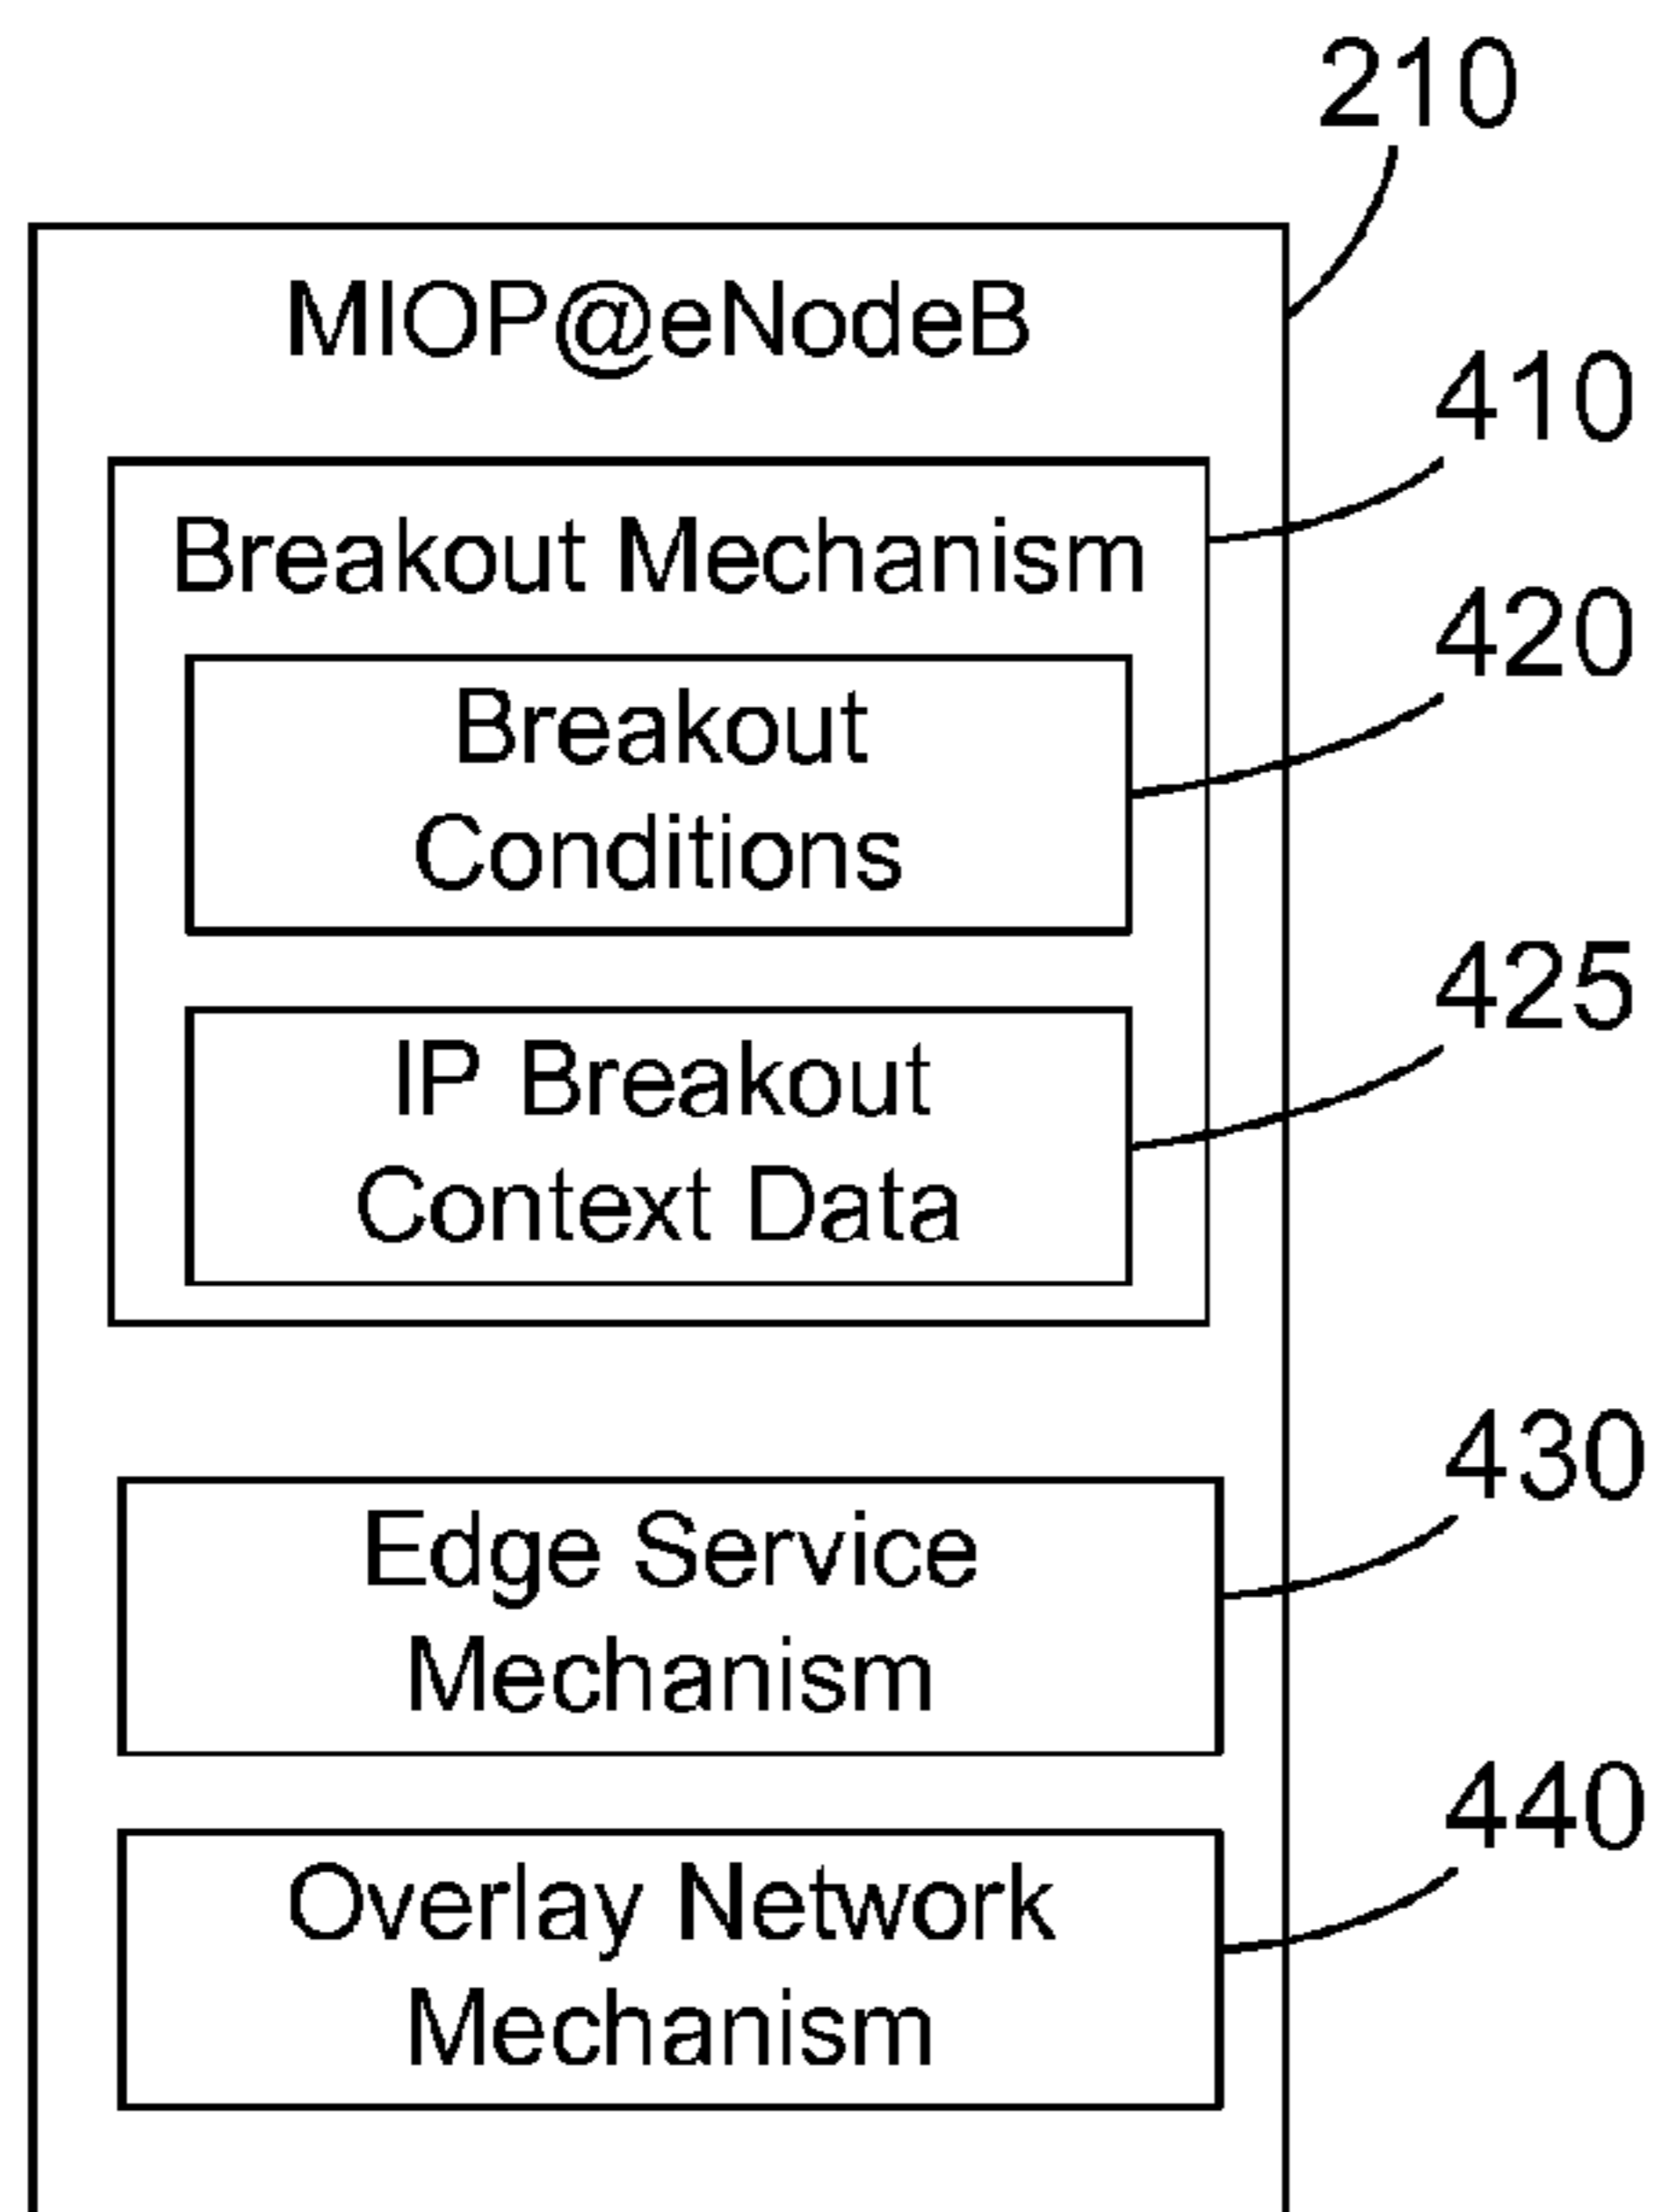 210
MIOP@eNodeB
410
Breakout Mechanism
420
Breakout
Conditions
425
IP Breakout
Context Data
430
Edge Service
Mechanism
440
Overlay Network
Mechanism